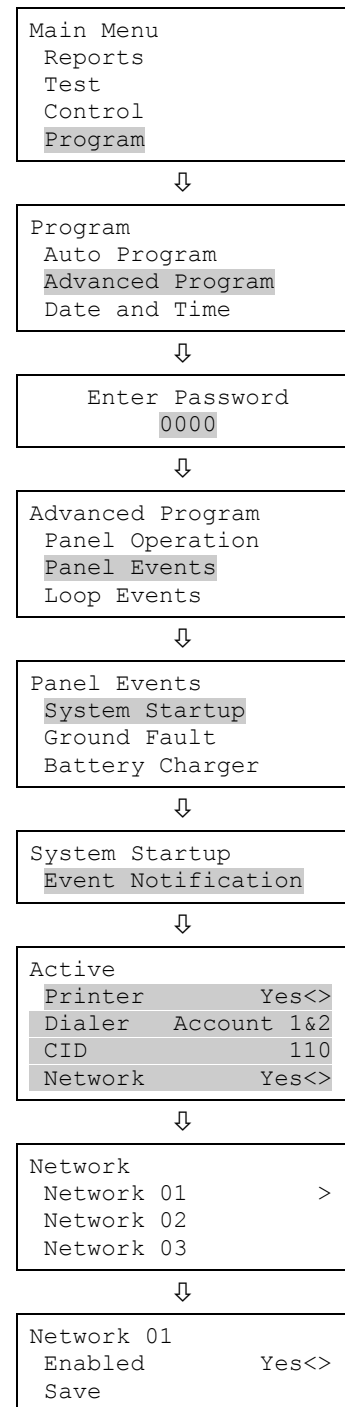 Main Menu
Reports
Test
Control
Program
⇩
Program
Auto Program
Advanced Program
Date and Time
⇩
Enter Password
0000
⇩
Advanced Program
Panel Operation
Panel Events
Loop Events
⇩
Panel Events
System Startup
Ground Fault
Battery Charger
⇩
System Startup
Event Notification
⇩
Active
Printer Yes<>
Dialer Account 1&2
CID 110
Network Yes<>
⇩
Network
Network 01 >
Network 02
Network 03
⇩
Network 01
Enabled Yes<>
Save